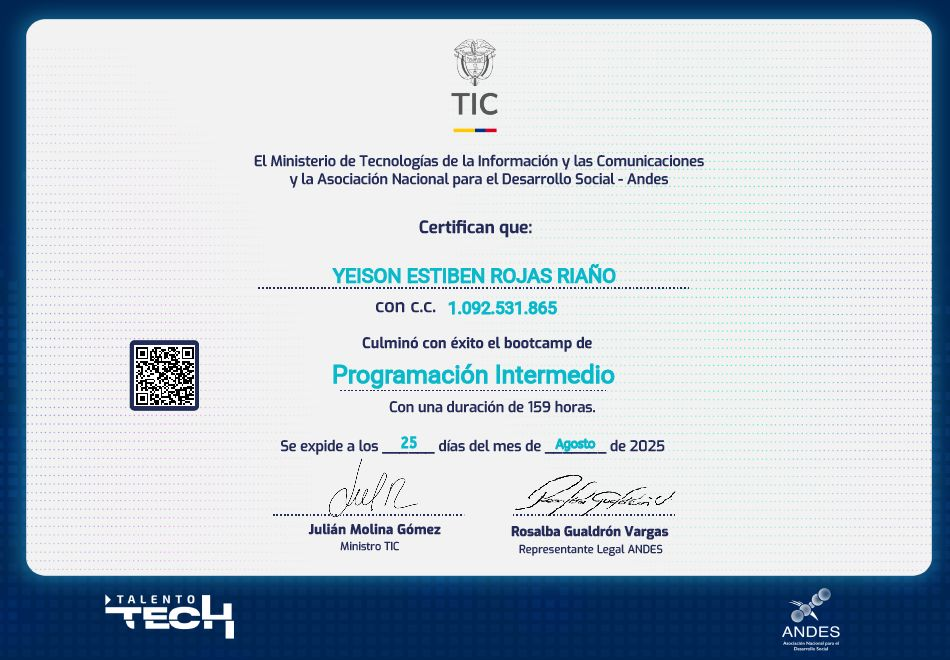 TIC
El Ministerio de Tecnologías de la Información y las Comunicaciones
y la Asociación Nacional para el Desarrollo Social - Andes
Certifican que:
YEISON ESTIBEN ROJAS RIAÑO
con c.c. 1.092.531.865
Culminó con éxito el bootcamp de
Programación Intermedio
Con una duración de 159 horas.
Se expide a los 25 días del mes de Agosto de 2025
Julián Molina Gómez
Ministro TIC
Rosalba Gualdrón Vargas
Representante Legal ANDES
TALENTO
TECH
ANDES
Asociación Nacional para el
Desarrollo Social